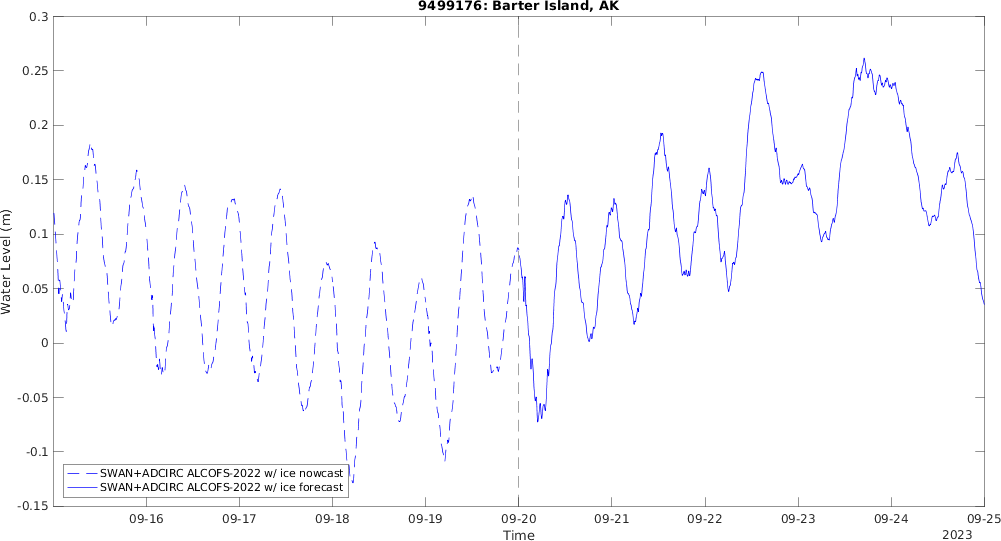 9499176: Barter Island, AK
0.3
0.25
0.2
0.15
0.1
0.05
0
-0.05
-0.1
-0.15
Water Level (m)
SWAN+ADCIRC ALCOFS-2022 w/ ice nowcast
SWAN+ADCIRC ALCOFS-2022 w/ ice forecast
09-16 09-17 09-18 09-19 09-20 09-21 09-22 09-23 09-24 09-25
Time
2023